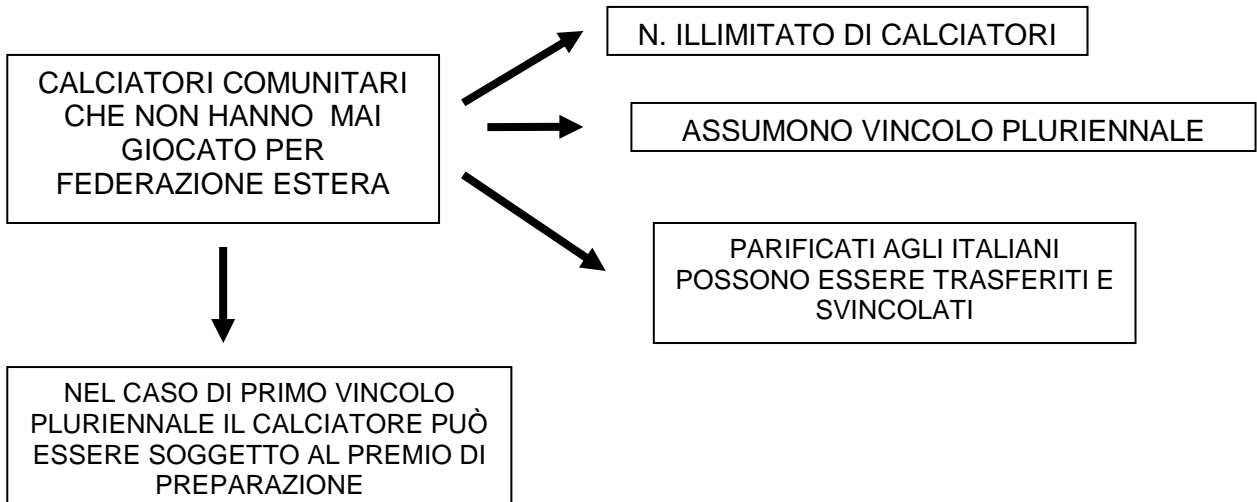 N. ILLIMITATO DI CALCIATORI
CALCIATORI COMUNITARI
CHE NON HANNO MAI
GIOCATO PER
FEDERAZIONE ESTERA
ASSUMONO VINCOLO PLURIENNALE
PARIFICATI AGLI ITALIANI
POSSONO ESSERE TRASFERITI E
SVINCOLATI
NEL CASO DI PRIMO VINCOLO
PLURIENNALE IL CALCIATORE PUÒ
ESSERE SOGGETTO AL PREMIO DI
PREPARAZIONE